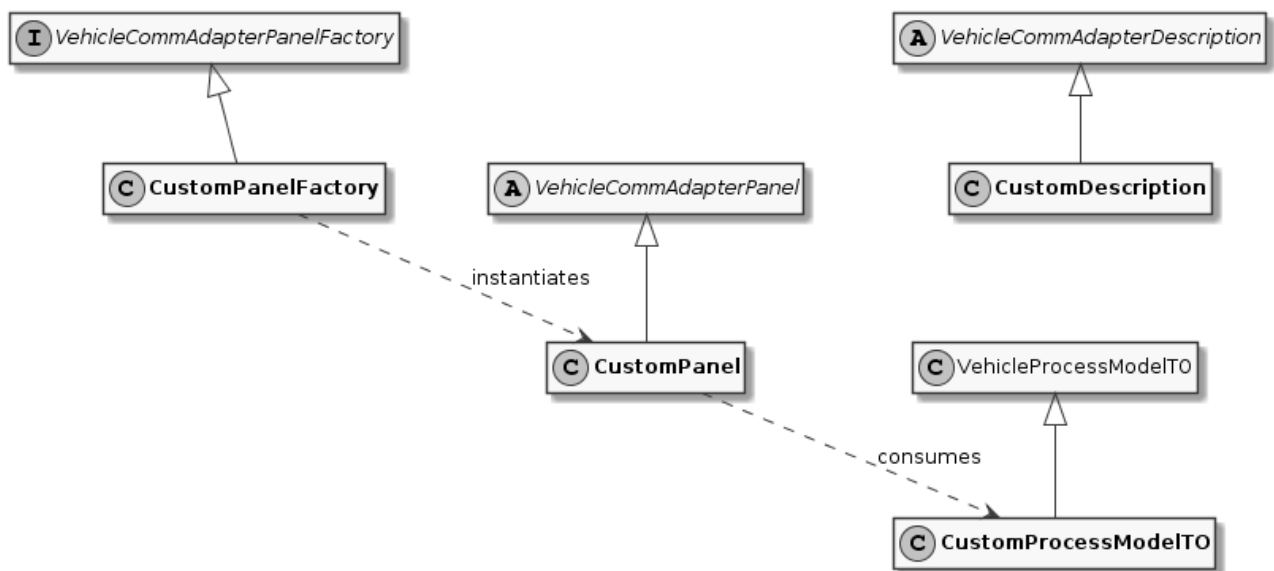 I VehicleCommAdapterPanelFactory
A VehicleCommAdapterDescription
C CustomPanelFactory
A VehicleCommAdapterPanel
C CustomDescription
instantiates
C CustomPanel
C VehicleProcessModelTO
consumes
C CustomProcessModelTO